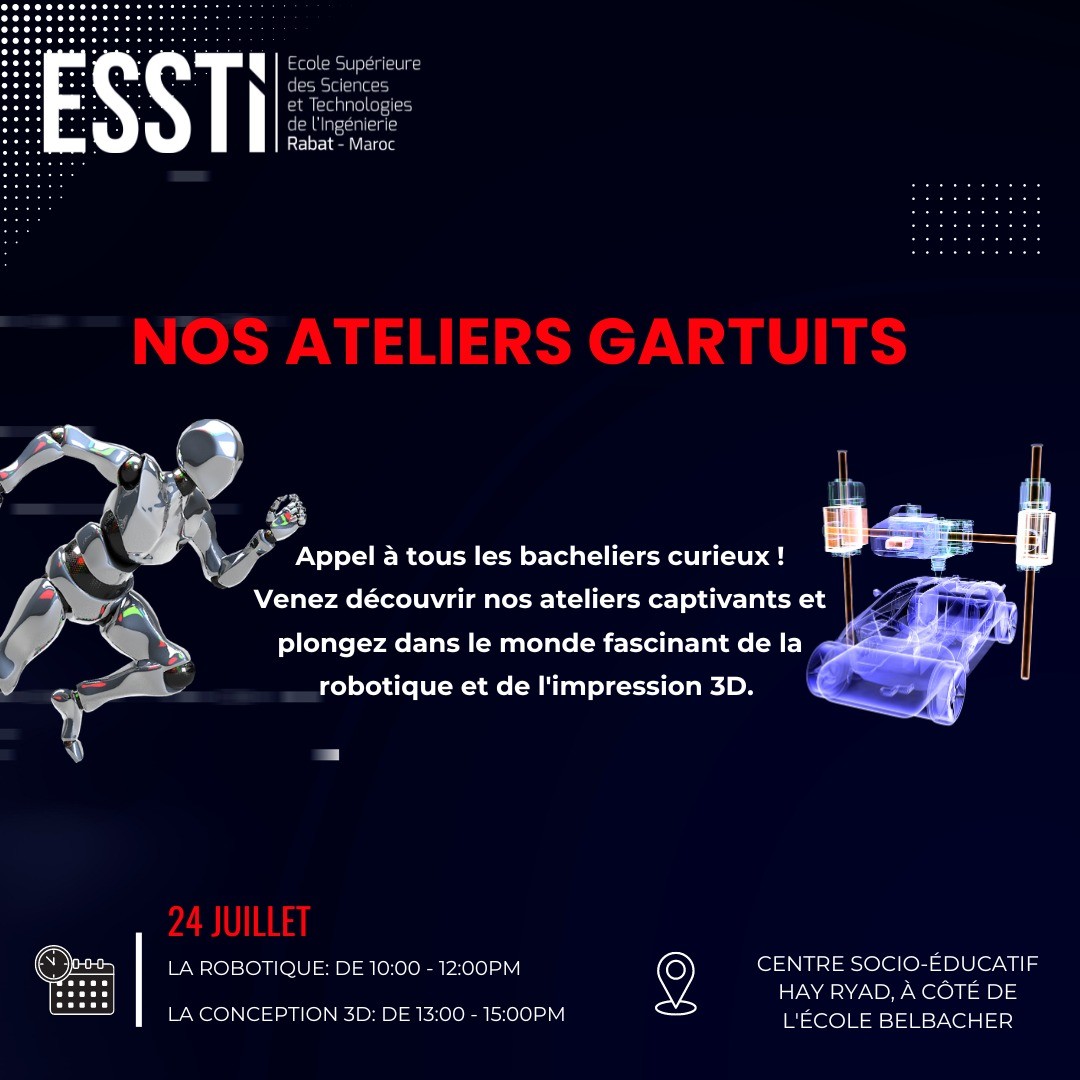 ESSTI
Ecole Supérieure
des Sciences
et Technologies
de l'Ingénierie
Rabat - Maroc
NOS ATELIERS GARTUITS
Appel à tous les bacheliers curieux !
Venez découvrir nos ateliers captivants et
plongez dans le monde fascinant de la
robotique et de l'impression 3D.
24 JUILLET
LA ROBOTIQUE: DE 10:00 - 12:00PM
LA CONCEPTION 3D: DE 13:00 - 15:00PM
CENTRE SOCIO-ÉDUCATIF
HAY RYAD, À CÔTÉ DE
L'ÉCOLE BELBACHER